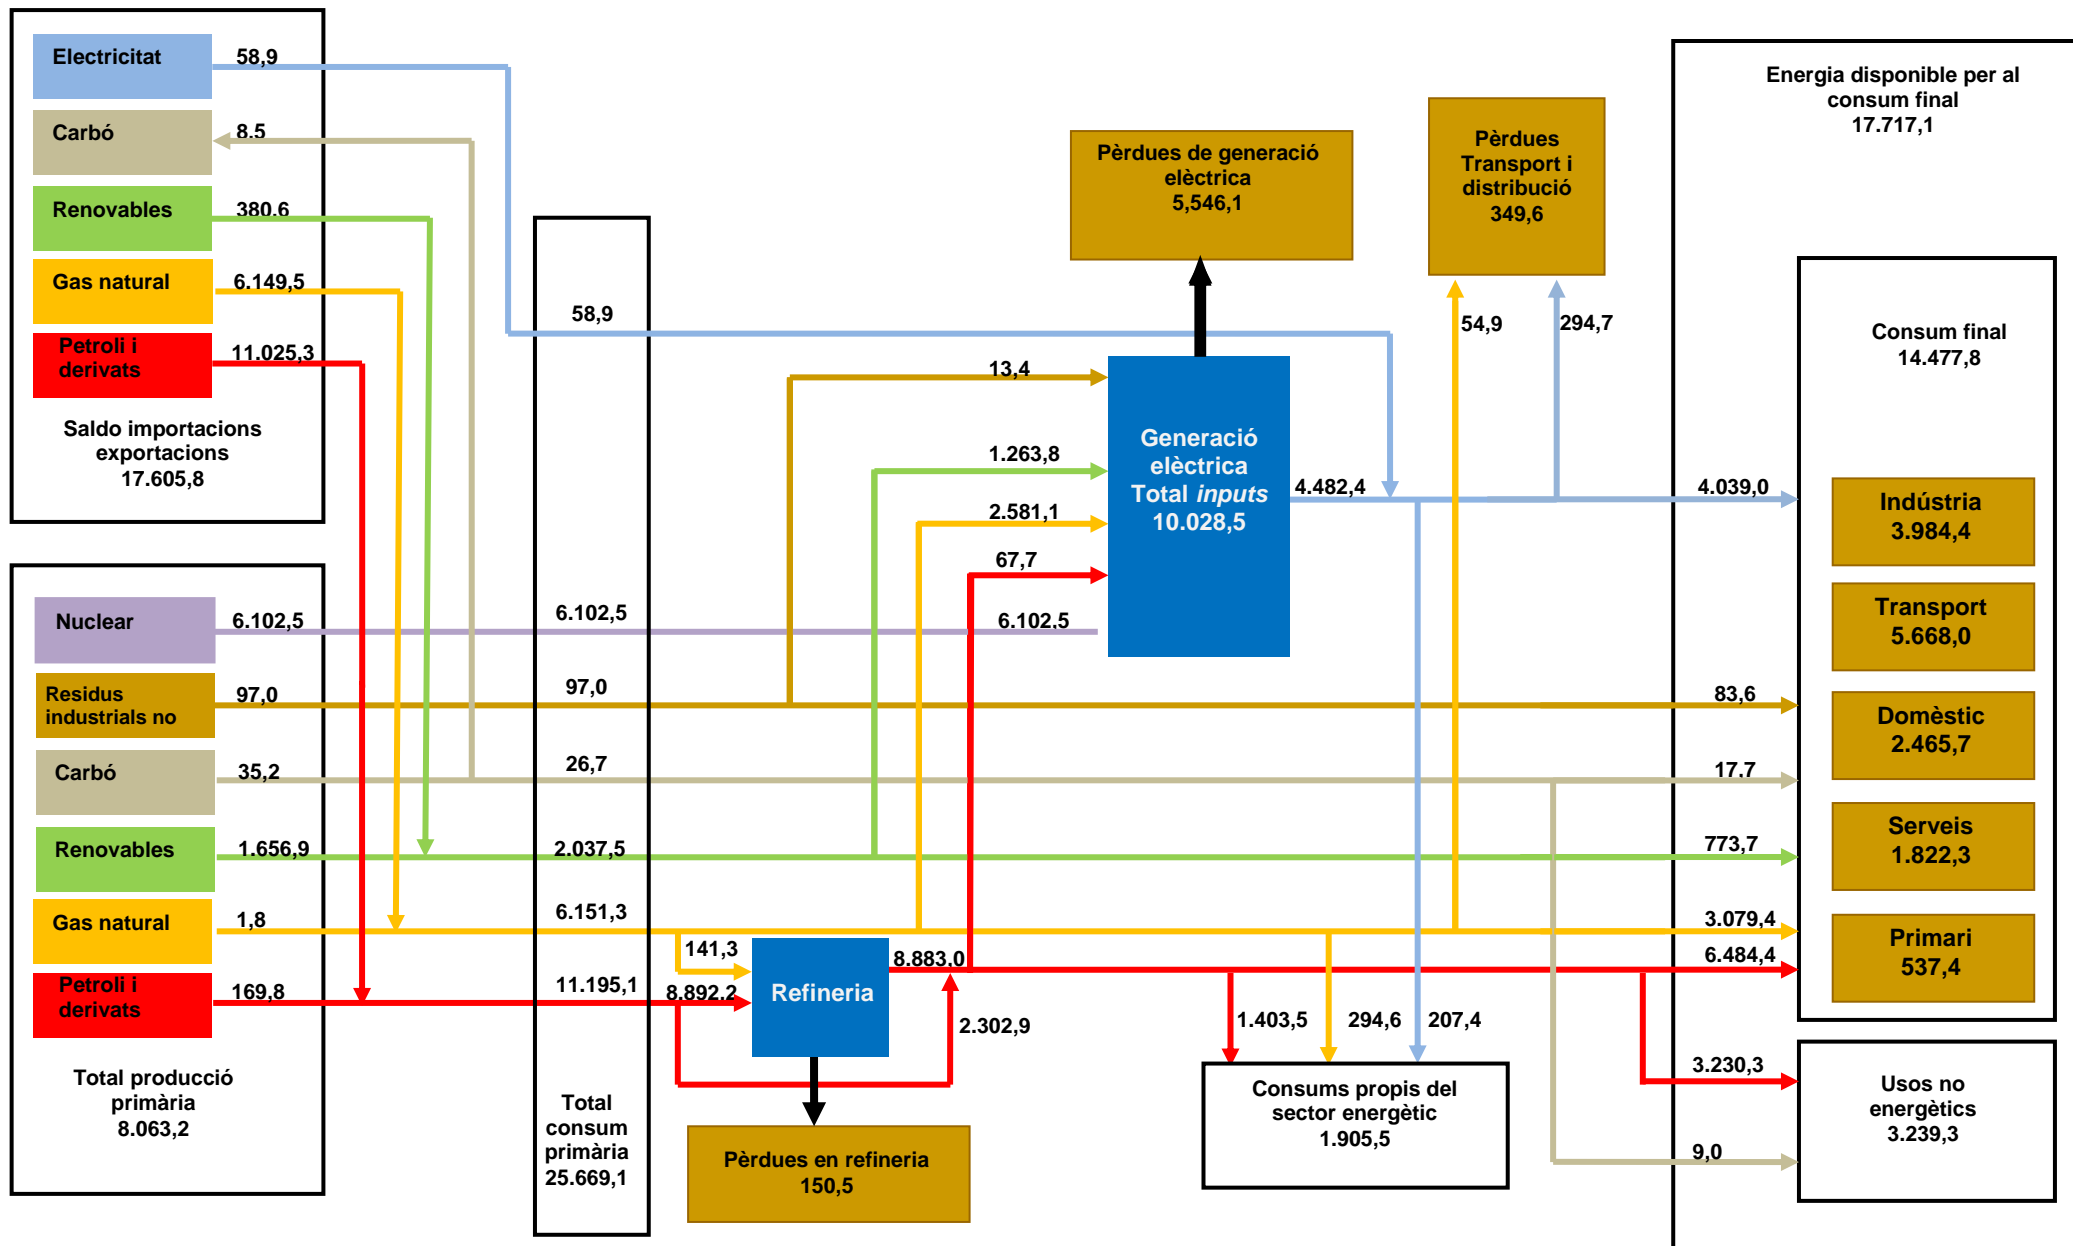 Electricitat
58,9
Carbó
8,5
Renovables
380,6
Gas natural
6.149,5
Petroli i
derivats
11.025,3
Saldo importacions
exportacions
17.605,8
Nuclear
6.102,5
Residus
industrials no
97,0
Carbó
35,2
Renovables
1.656,9
Gas natural
1,8
Petroli i
derivats
169,8
Total producció
primària
8.063,2
58,9
6.102,5
97,0
26,7
2.037,5
6.151,3
11.195,1
Total
consum
primària
25.669,1
141,3
8.892,2
Refineria
8.883,0
2.302,9
Pèrdues en refineria
150,5
Pèrdues de generació
elèctrica
5,546,1
13,4
1.263,8
2.581,1
67,7
6.102,5
Generació
elèctrica
Total inputs
10.028,5
4.482,4
Pèrdues
Transport i
distribució
349,6
54,9
294,7
1.403,5
294,6
207,4
Consums propis del
sector energètic
1.905,5
Energia disponible per al
consum final
17.717,1
4.039,0
83,6
17,7
773,7
3.079,4
6.484,4
3.230,3
9,0
Consum final
14.477,8
Indústria
3.984,4
Transport
5.668,0
Domèstic
2.465,7
Serveis
1.822,3
Primari
537,4
Usos no
energètics
3.239,3